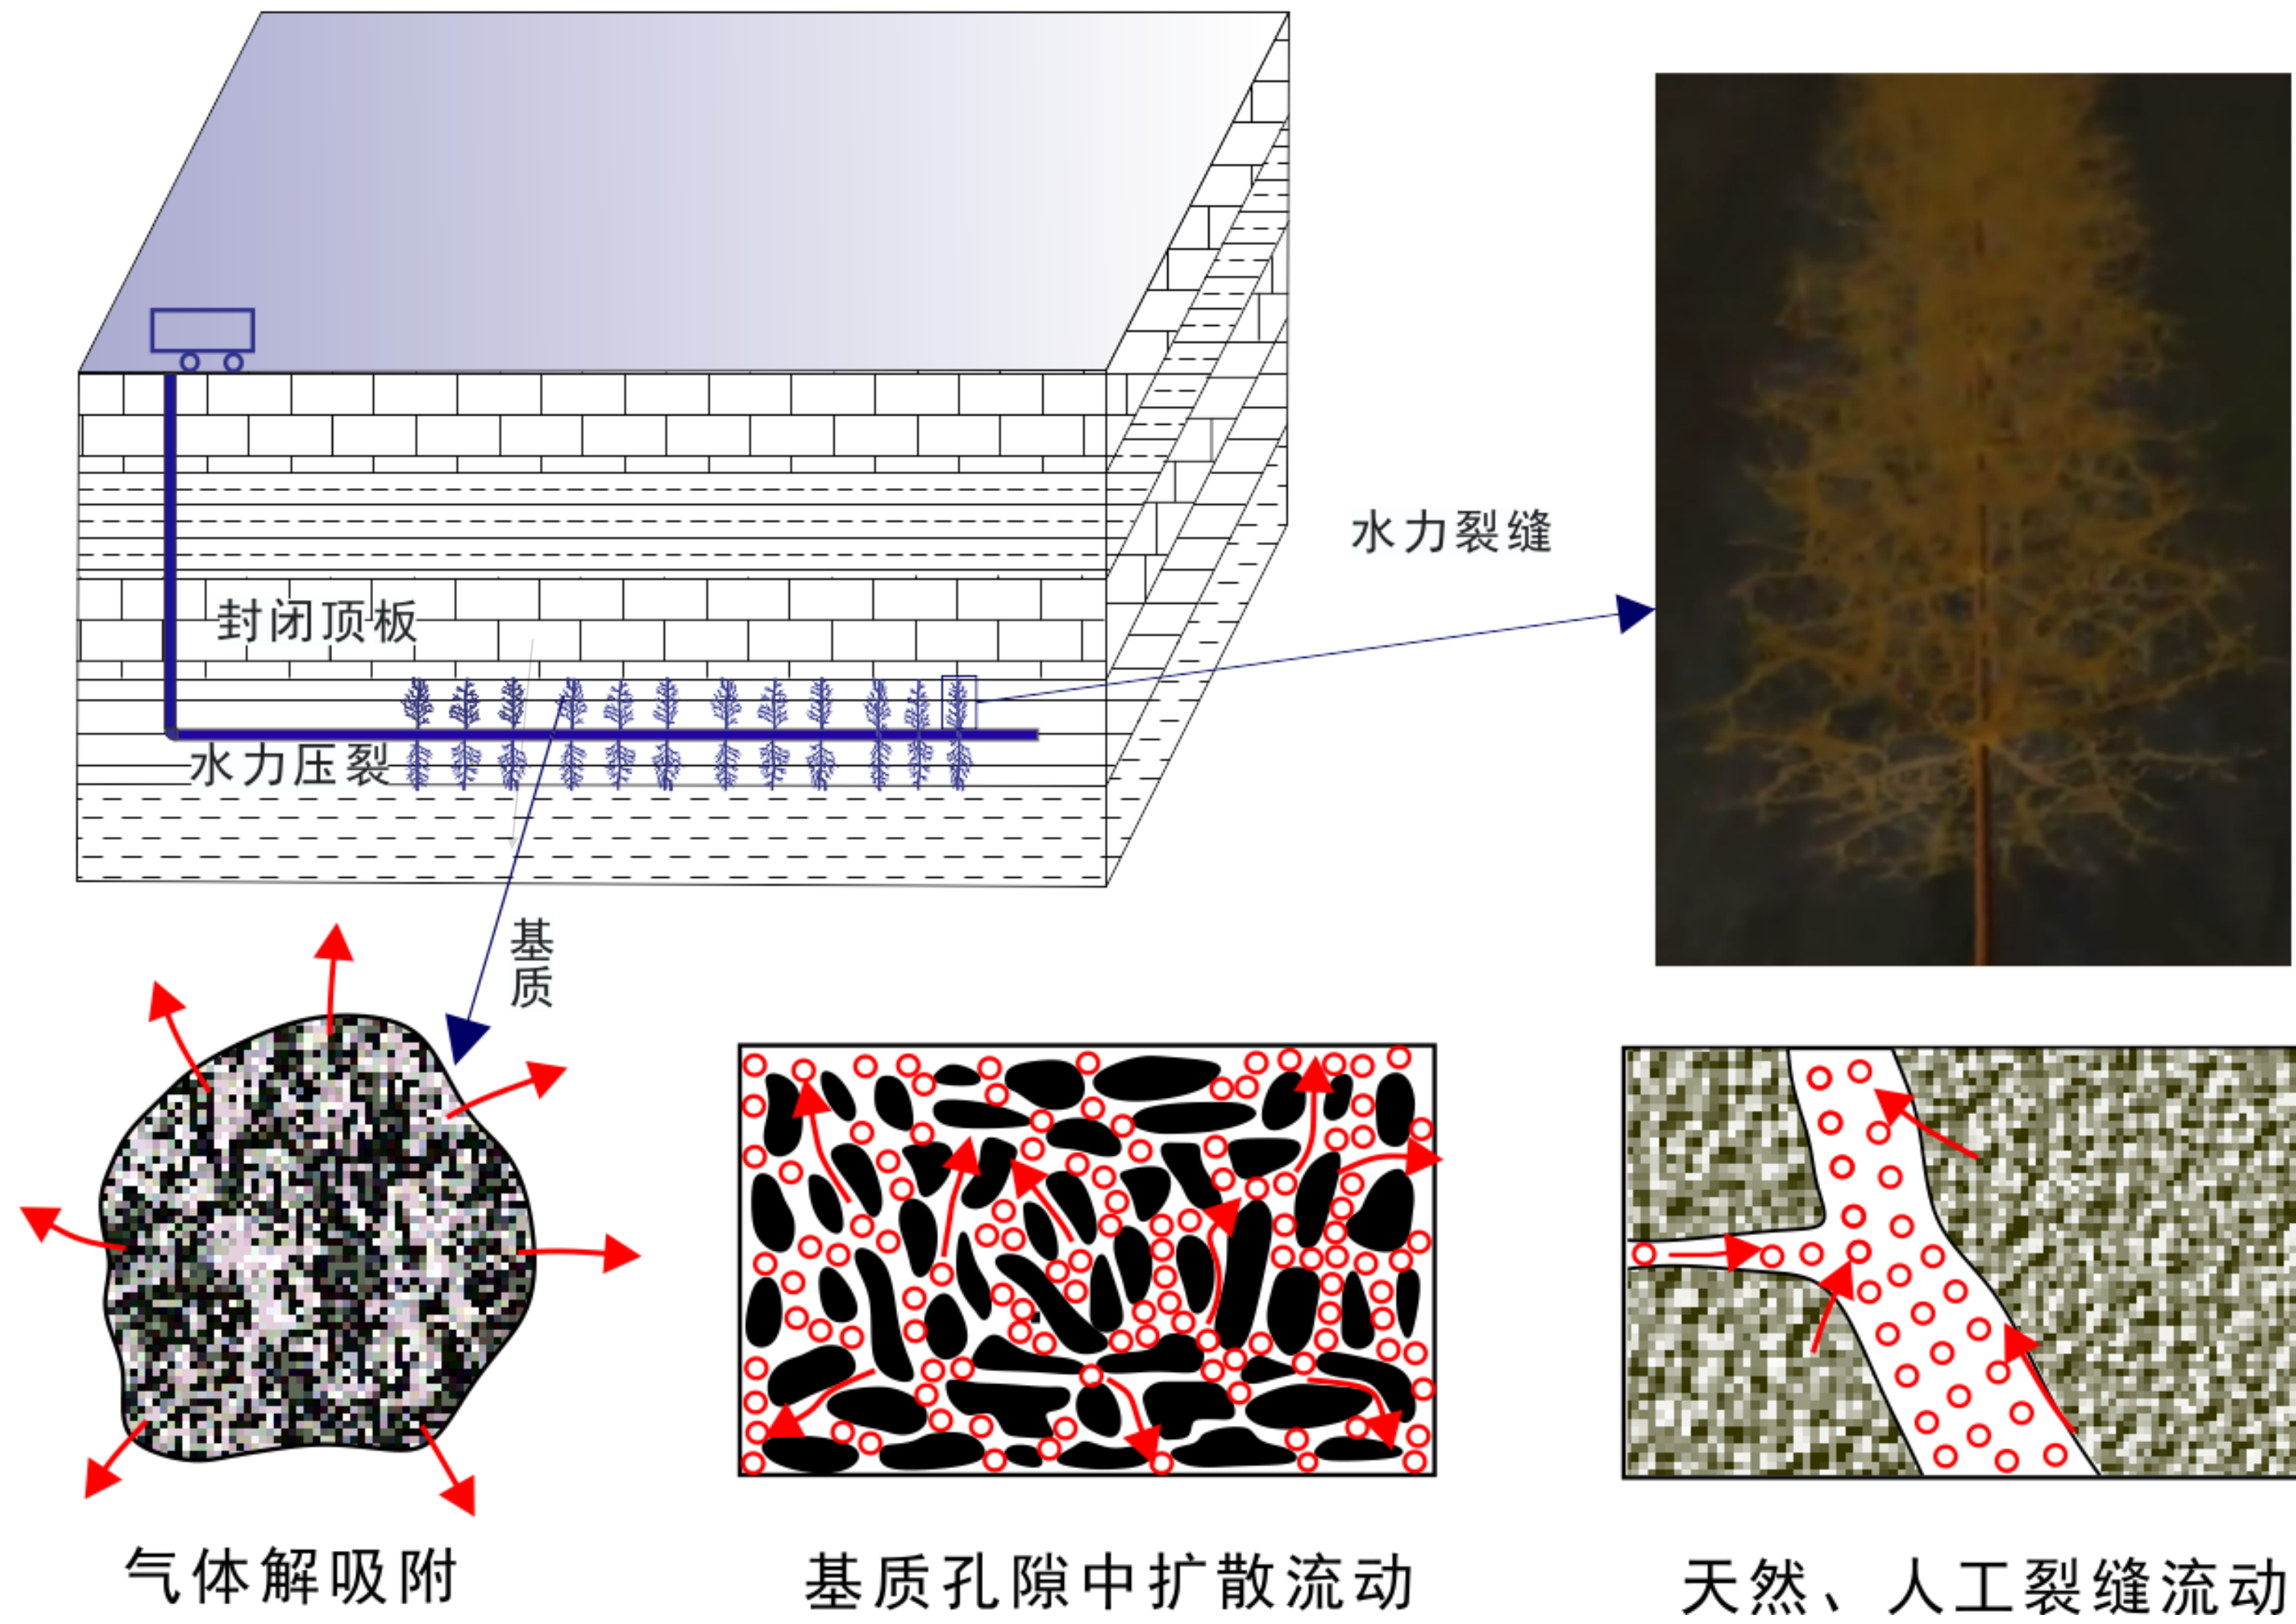 水力裂缝
封闭顶板
水力压裂
基质
气体解吸附
基质孔隙中扩散流动
天然、人工裂缝流动